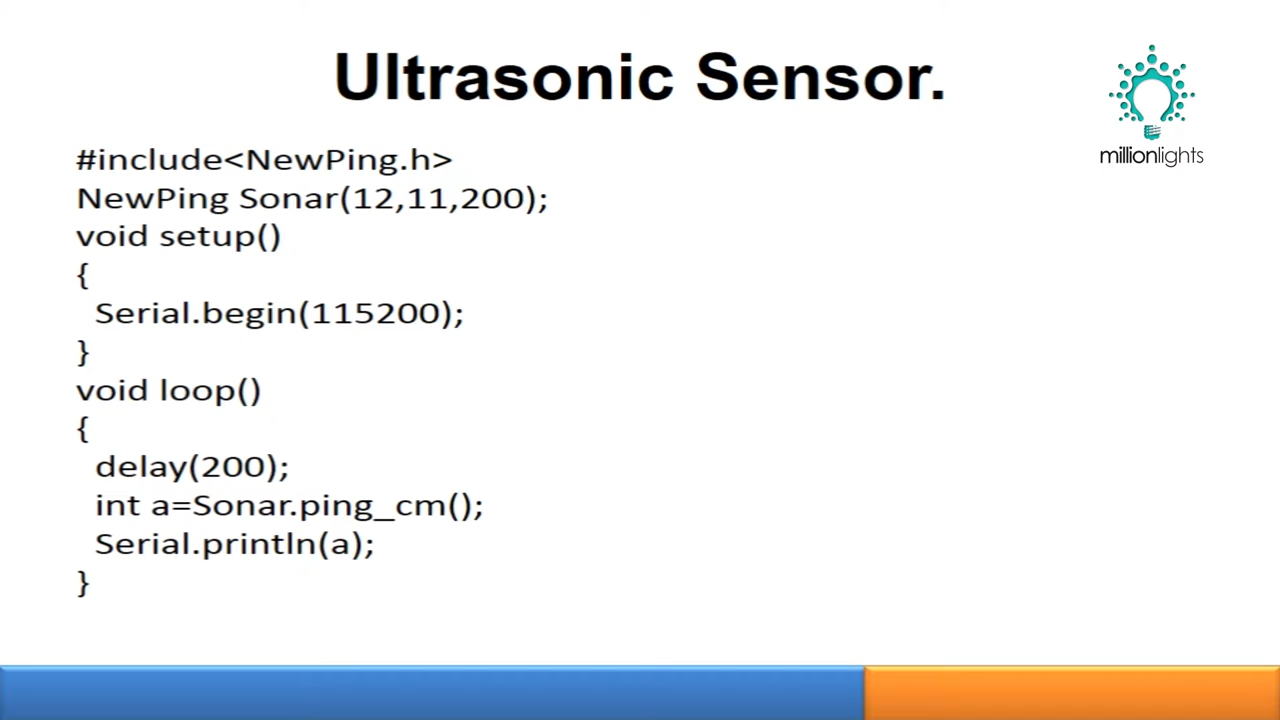 Ultrasonic Sensor.
millionlights
#include<NewPing.h>
NewPing Sonar(12,11,200);
void setup()
{
Serial.begin(115200);
}
void loop()
{
delay(200);
int a=Sonar.ping_cm();
Serial.println(a);
}